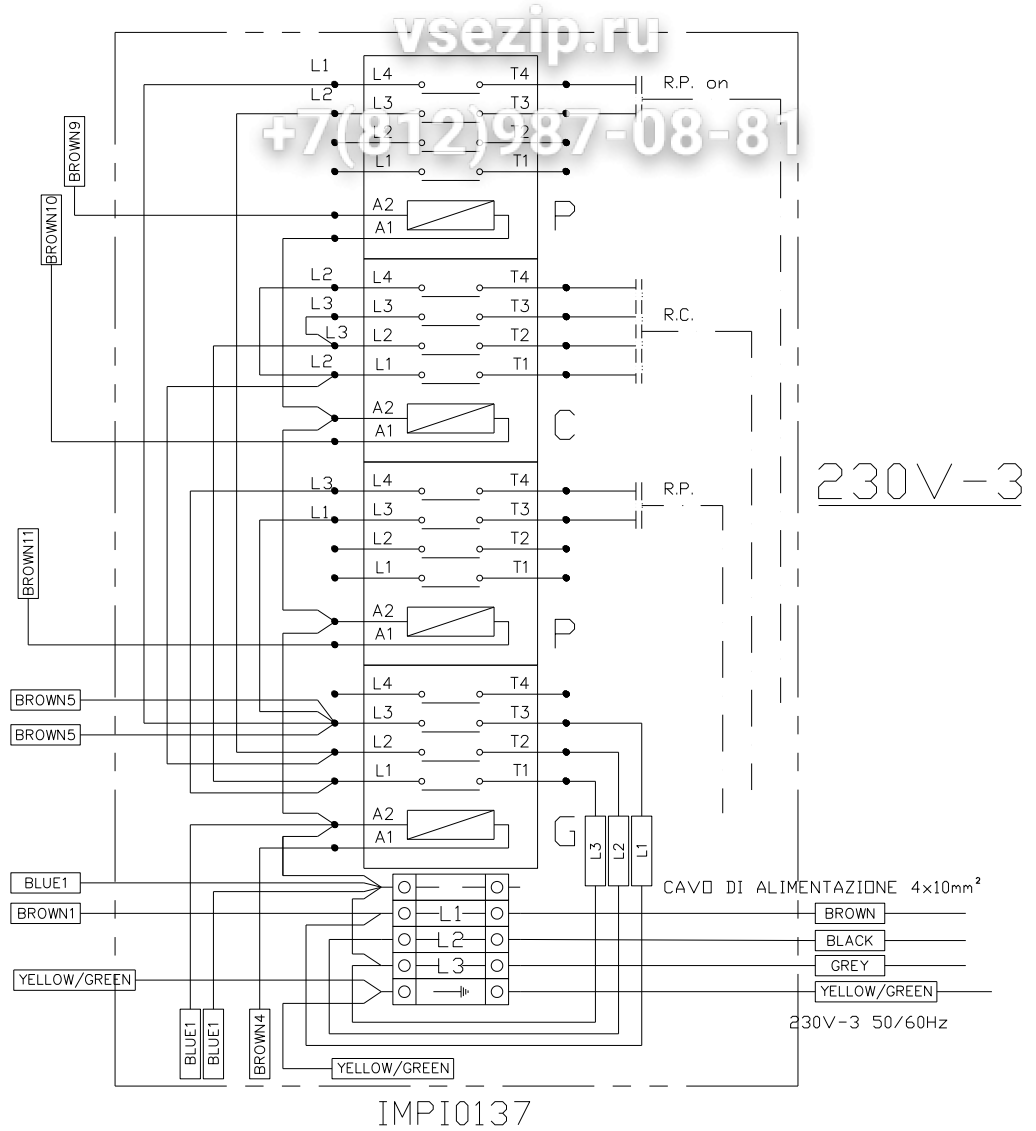 vsezip.ru
+7(812)987-08-81
L1 L4 T4 R.P. on
L2 L3 T3
BROWN9
L2
L1 T1
A2
A1
P
BROWN10
L2 L4 T4
L3 L3 T3 R.C.
L3 L2 T2
L2 L1 T1
A2
A1
C
230V-3
L3 L4 T4 R.P.
L1 L3 T3
L2 T2
L1 T1
BROWN11
A2
A1
P
L4 T4
BROWN5
L3 T3
BROWN5
L2 T2
L1 T1
A2
A1
G
L3 L2 L1
BLUE1
CAVO DI ALIMENTAZIONE 4x10mm²
BROWN1 L1 BROWN
L2 BLACK
L3 GREY
YELLOW/GREEN YELLOW/GREEN
230V-3 50/60Hz
BLUE1 BLUE1 BROWN4
YELLOW/GREEN
IMPI0137